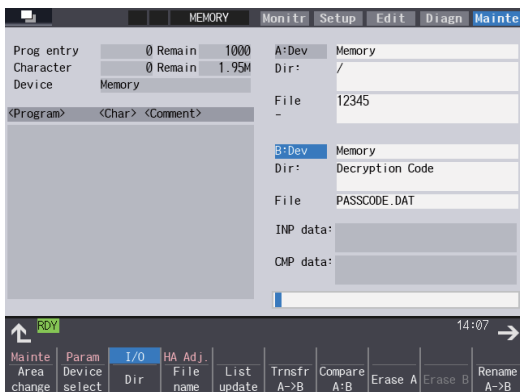 MEMORY Monitr Setup Edit Diagn Mainte
Prog entry 0 Remain 1000
Character 0 Remain 1.95M
Device Memory
<Program> <Char> <Comment>
A:Dev Memory
Dir: /
File 12345
-
B:Dev Memory
Dir: Decryption Code
File PASSCODE.DAT
INP data:
CMP data:
RDY 14:07
Mainte Param I/O HA Adj.
Area change
Device select
Dir
File name
List update
Trnsfr A->B
Compare A:B
Erase A
Erase B
Rename A->B